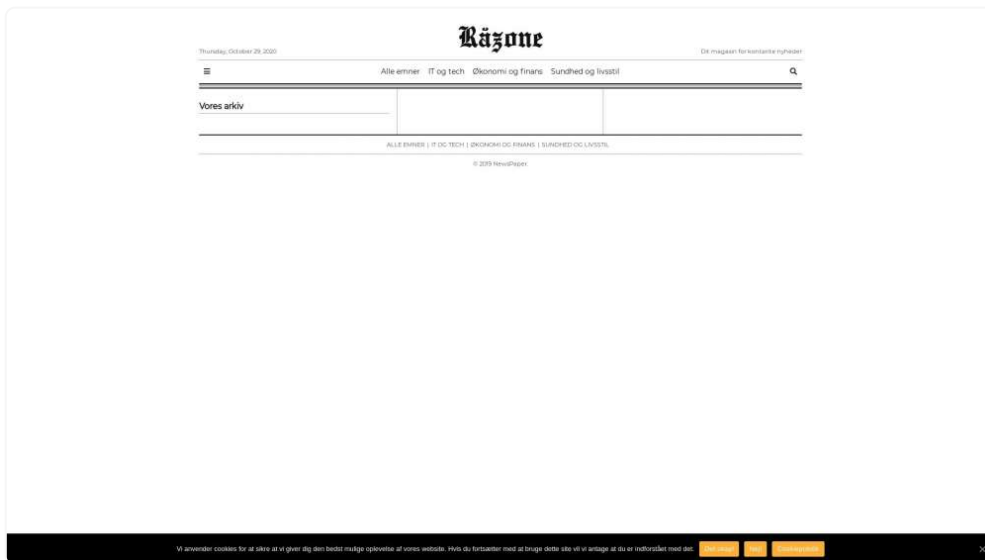 Räzone
Thursday, October 29, 2020
Dit magasin for konstante nyheder
Alle emner IT og tech Økonomi og finans Sundhed og livsstil
Vores arkiv
ALLE EMNER | IT OG TECH | ØKONOMI OG FINANS | SUNDHED OG LIVSSTIL
© 2019 NewsPaper
Vi anvender cookies for at sikre at vi giver dig den bedst mulige oplevelse af vores website. Hvis du fortsætter med at bruge dette site vil vi antage at du er indforstået med det. Det er ok! Nej